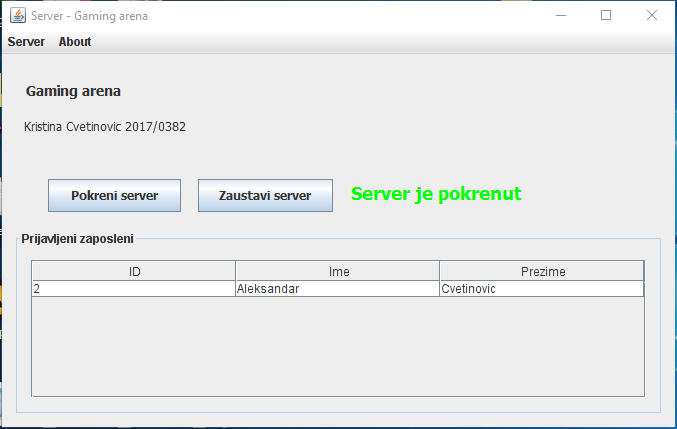 Server - Gaming arena
Server About
Gaming arena
Kristina Cvetinovic 2017/0382
Pokreni server Zaustavi server Server je pokrenut
Prijavljeni zaposleni
ID Ime Prezime
2 Aleksandar Cvetinovic